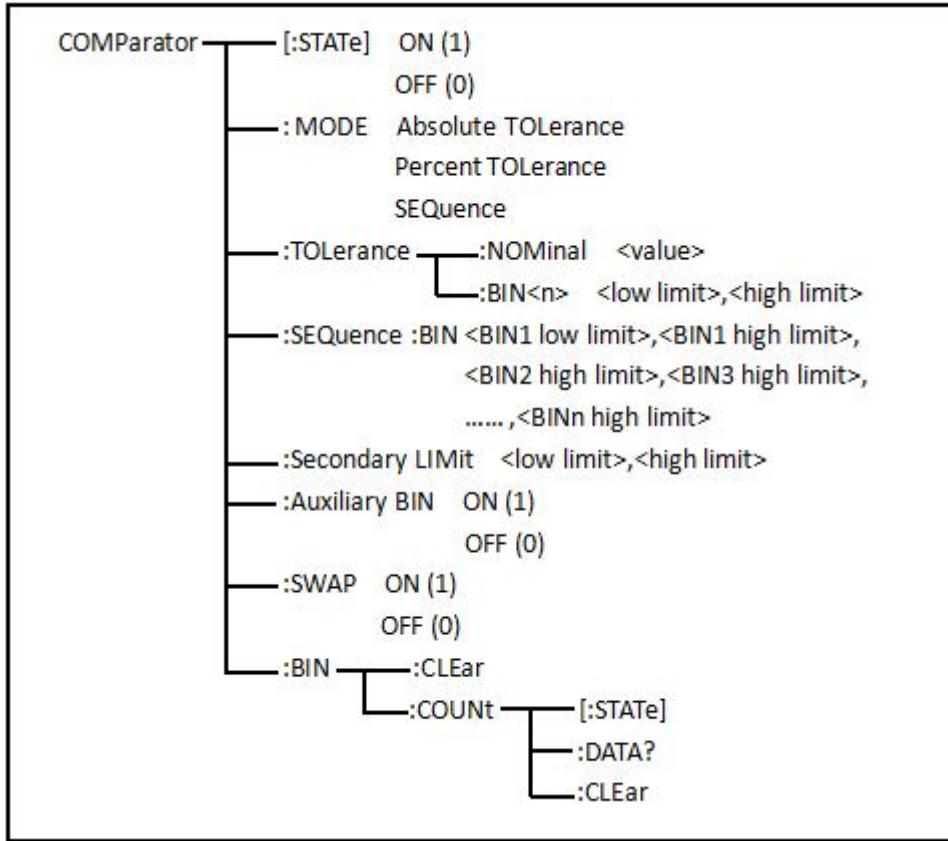 COMParator [:STATe] ON (1)
OFF (0)
: MODE Absolute TOLerance
Percent TOLerance
SEQuence
:TOLerance :NOMinal <value>
:BIN<n> <low limit>,<high limit>
:SEQuence :BIN <BIN1 low limit>,<BIN1 high limit>,
<BIN2 high limit>,<BIN3 high limit>,
...... ,<BINn high limit>
:Secondary LIMit <low limit>,<high limit>
:Auxiliary BIN ON (1)
OFF (0)
:SWAP ON (1)
OFF (0)
:BIN :CLEar
:COUNt [:STATe]
:DATA?
:CLEar